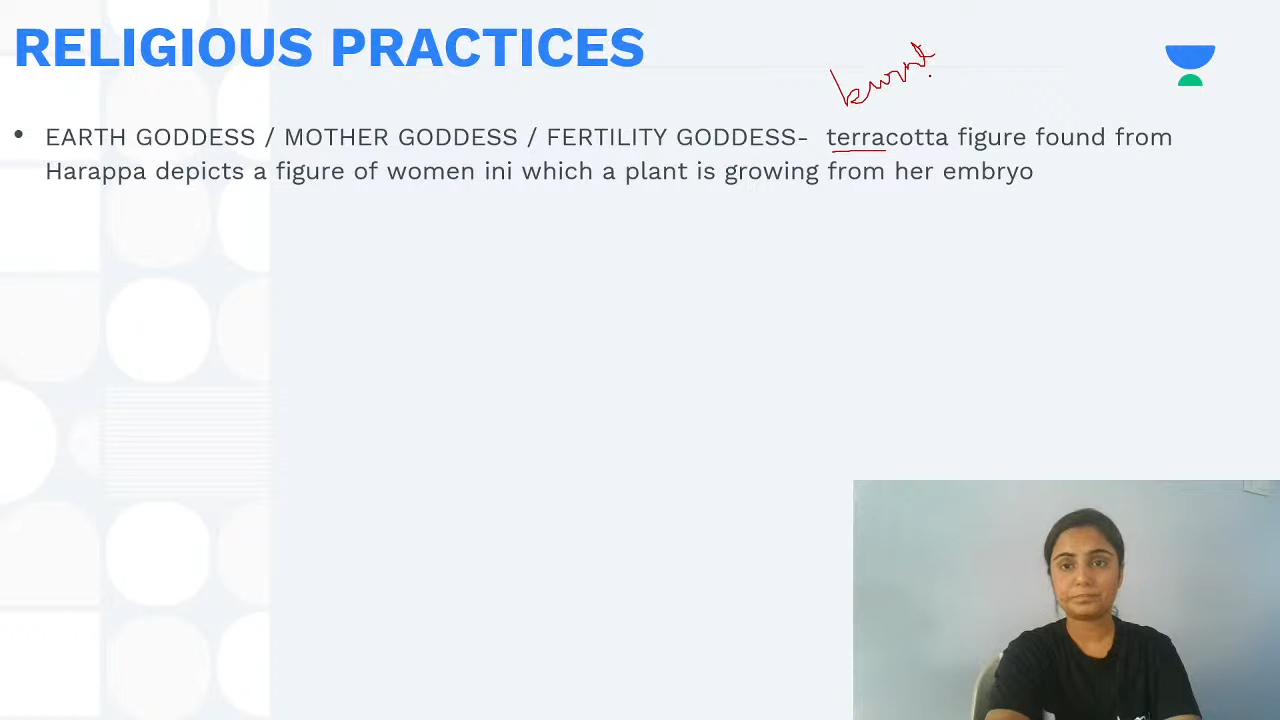 RELIGIOUS PRACTICES
burnt
• EARTH GODDESS / MOTHER GODDESS / FERTILITY GODDESS- terracotta figure found from
Harappa depicts a figure of women ini which a plant is growing from her embryo